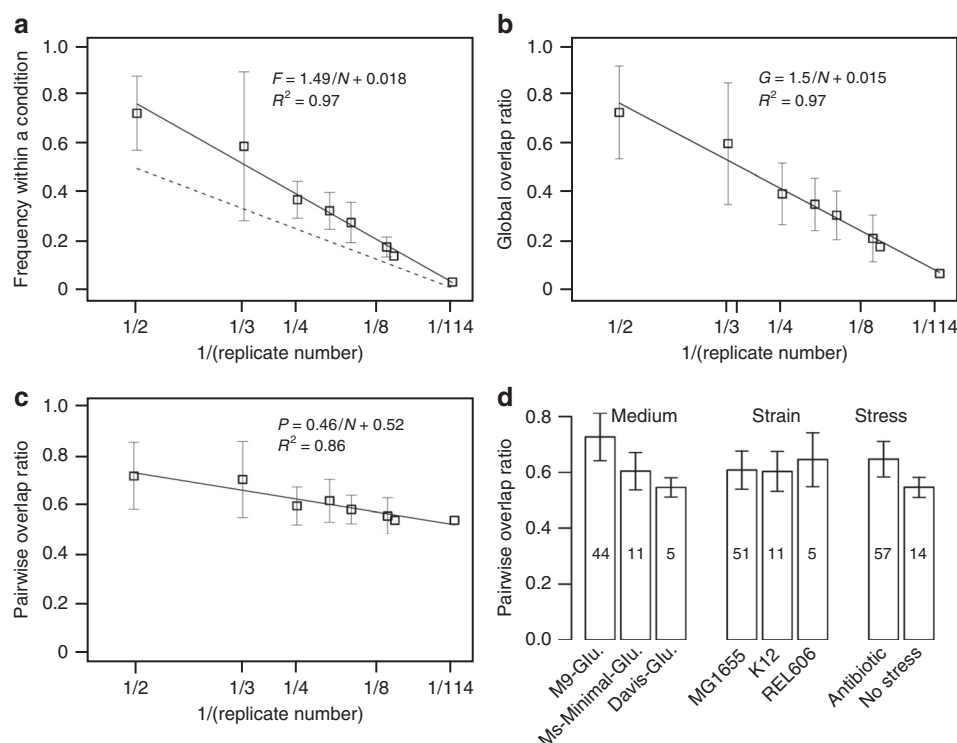 a
Frequency within a condition
1.0
0.8
0.6
0.4
0.2
0
F = 1.49/N + 0.018
R² = 0.97
1/2
1/3
1/4
1/8
1/114
1/(replicate number)
b
Global overlap ratio
1.0
0.8
0.6
0.4
0.2
0
G = 1.5/N + 0.015
R² = 0.97
1/2
1/3
1/4
1/8
1/114
1/(replicate number)
c
Pairwise overlap ratio
1.0
0.8
0.6
0.4
0.2
0
P = 0.46/N + 0.52
R² = 0.86
1/2
1/3
1/4
1/8
1/114
1/(replicate number)
d
Pairwise overlap ratio
0.8
0.6
0.4
0.2
0.0
Medium
Strain
Stress
44
11
5
51
11
5
57
14
M9-Glu.
Ms-Minimal-Glu.
Davis-Glu.
MG1655
K12
REL606
Antibiotic
No stress